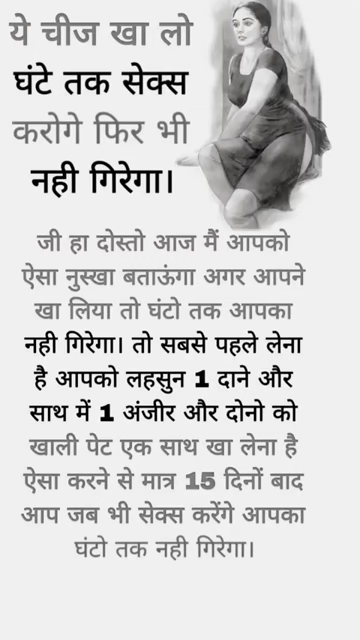 ये चीज खा लो
घंटे तक सेक्स
करोगे फिर भी
नही गिरेगा।
जी हा दोस्तो आज मैं आपको
ऐसा नुस्खा बताऊंगा अगर आपने
खा लिया तो घंटो तक आपका
नही गिरेगा। तो सबसे पहले लेना
है आपको लहसुन 1 दाने और
साथ में 1 अंजीर और दोनो को
खाली पेट एक साथ खा लेना है
ऐसा करने से मात्र 15 दिनों बाद
आप जब भी सेक्स करेंगे आपका
घंटो तक नही गिरेगा।